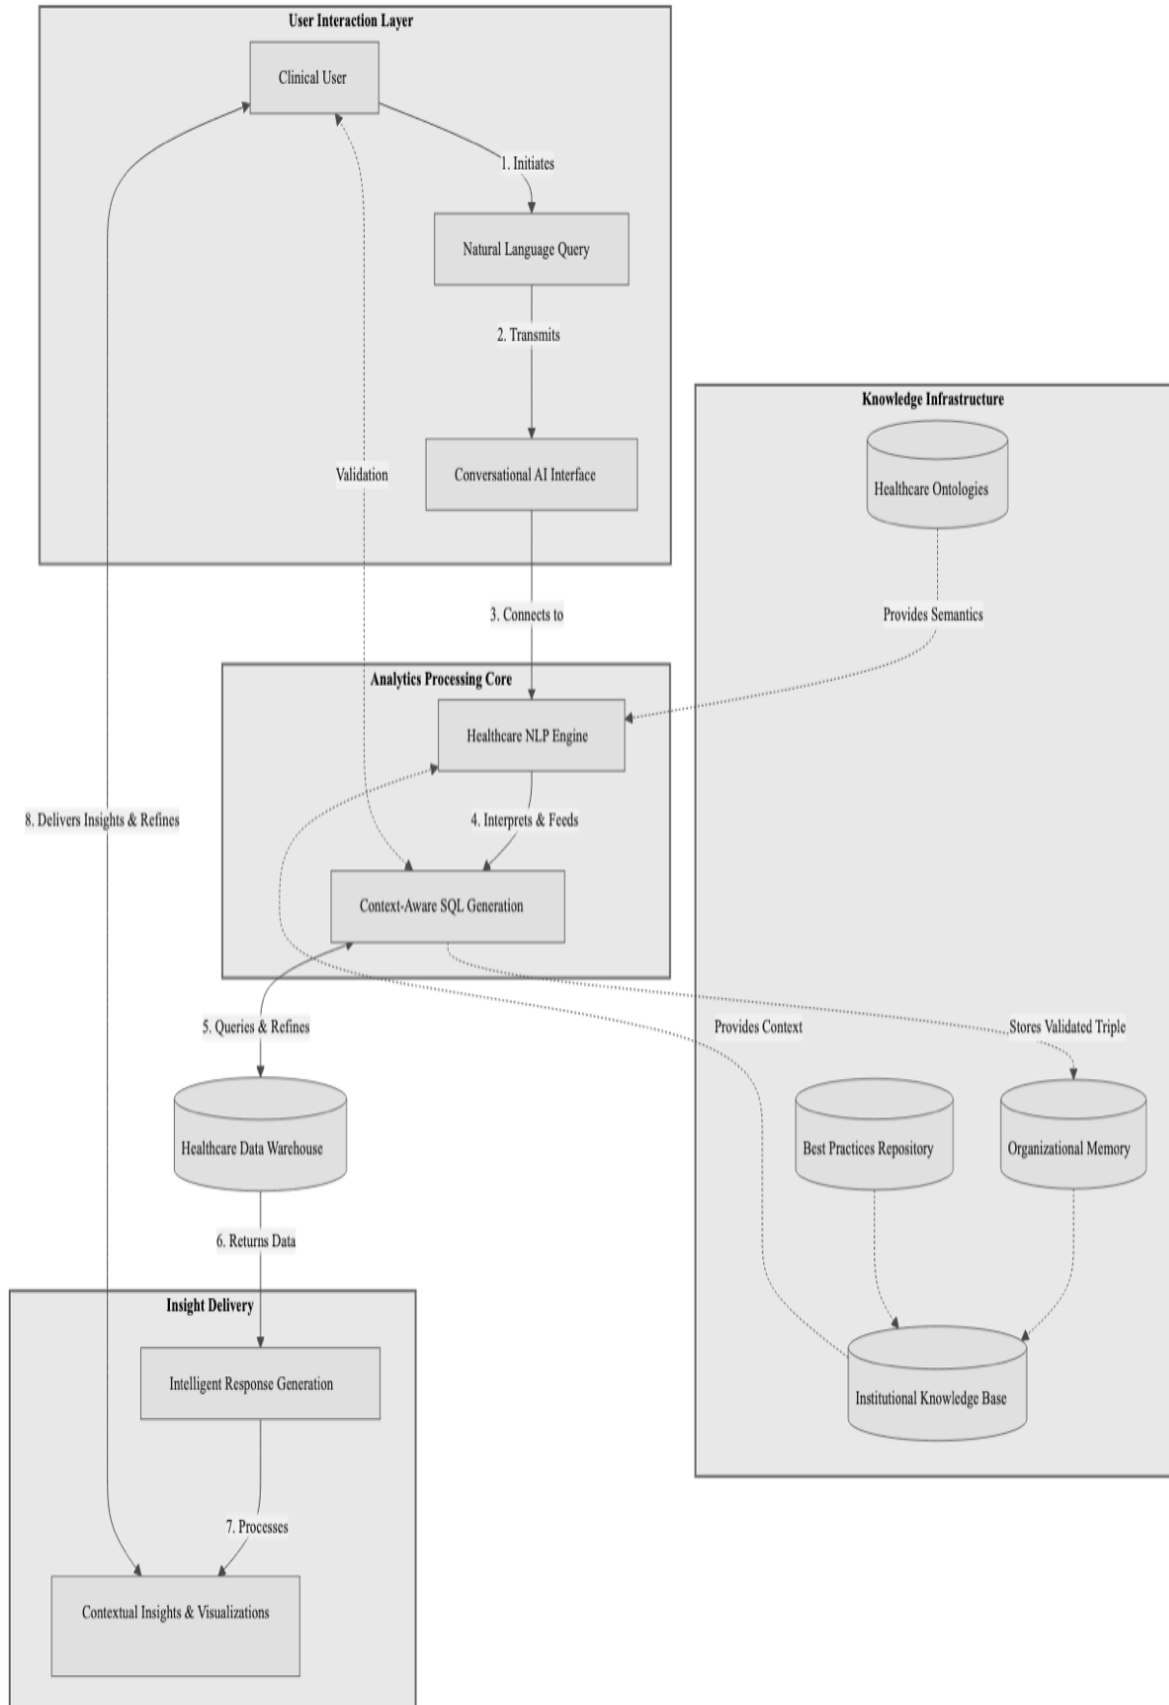 User Interaction Layer
Clinical User
1. Initiates
Natural Language Query
2. Transmits
Knowledge Infrastructure
Validation
Conversational AI Interface
Healthcare Ontologies
3. Connects to
Provides Semantics
Analytics Processing Core
Healthcare NLP Engine
8. Delivers Insights & Refines
4. Interprets & Feeds
Context-Aware SQL Generation
5. Queries & Refines
Provides Context
Stores Validated Triple
Healthcare Data Warehouse
Best Practices Repository
Organizational Memory
6. Returns Data
Insight Delivery
Intelligent Response Generation
Institutional Knowledge Base
7. Processes
Contextual Insights & Visualizations